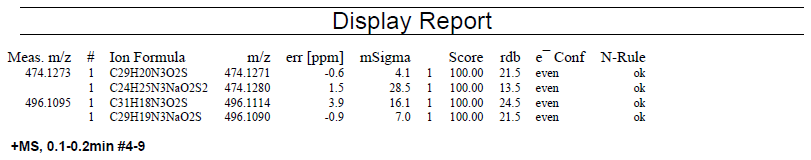 Display Report
Meas. m/z # Ion Formula m/z err [ppm] mSigma Score rdb e¯ Conf N-Rule
474.1273 1 C29H20N3O2S 474.1271 -0.6 4.1 1 100.00 21.5 even ok
1 C24H25N3NaO2S2 474.1280 1.5 28.5 1 100.00 13.5 even ok
496.1095 1 C31H18N3O2S 496.1114 3.9 16.1 1 100.00 24.5 even ok
1 C29H19N3NaO2S 496.1090 -0.9 7.0 1 100.00 21.5 even ok
+MS, 0.1-0.2min #4-9